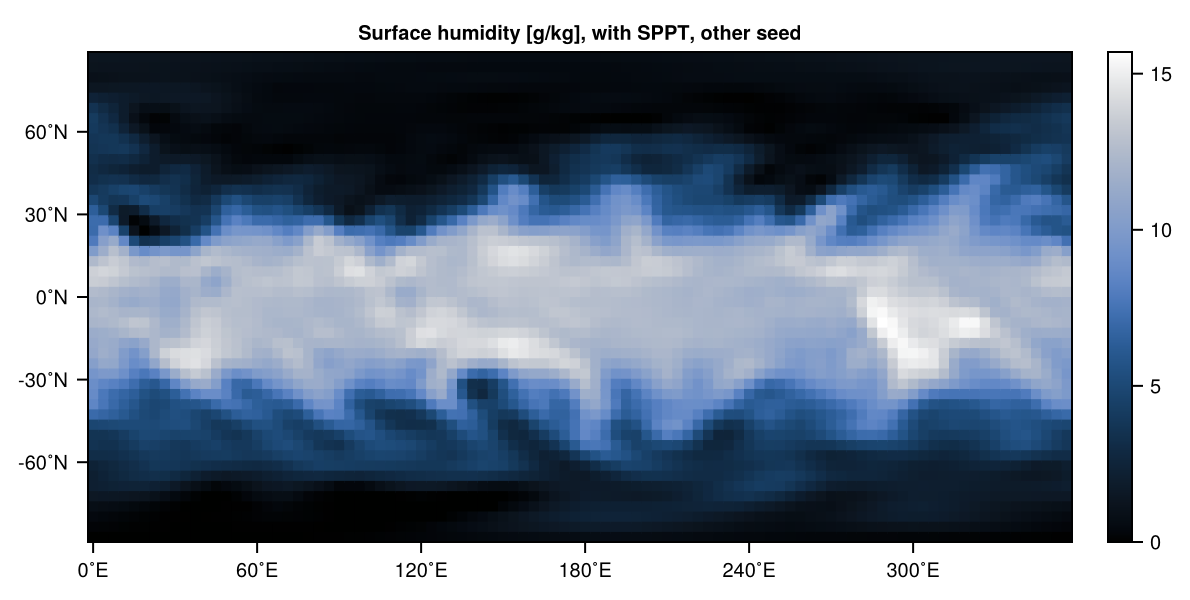 Surface humidity [g/kg], with SPPT, other seed
60˚N
30˚N
0˚N
-30˚N
-60˚N
0˚E
60˚E
120˚E
180˚E
240˚E
300˚E
15
10
5
0